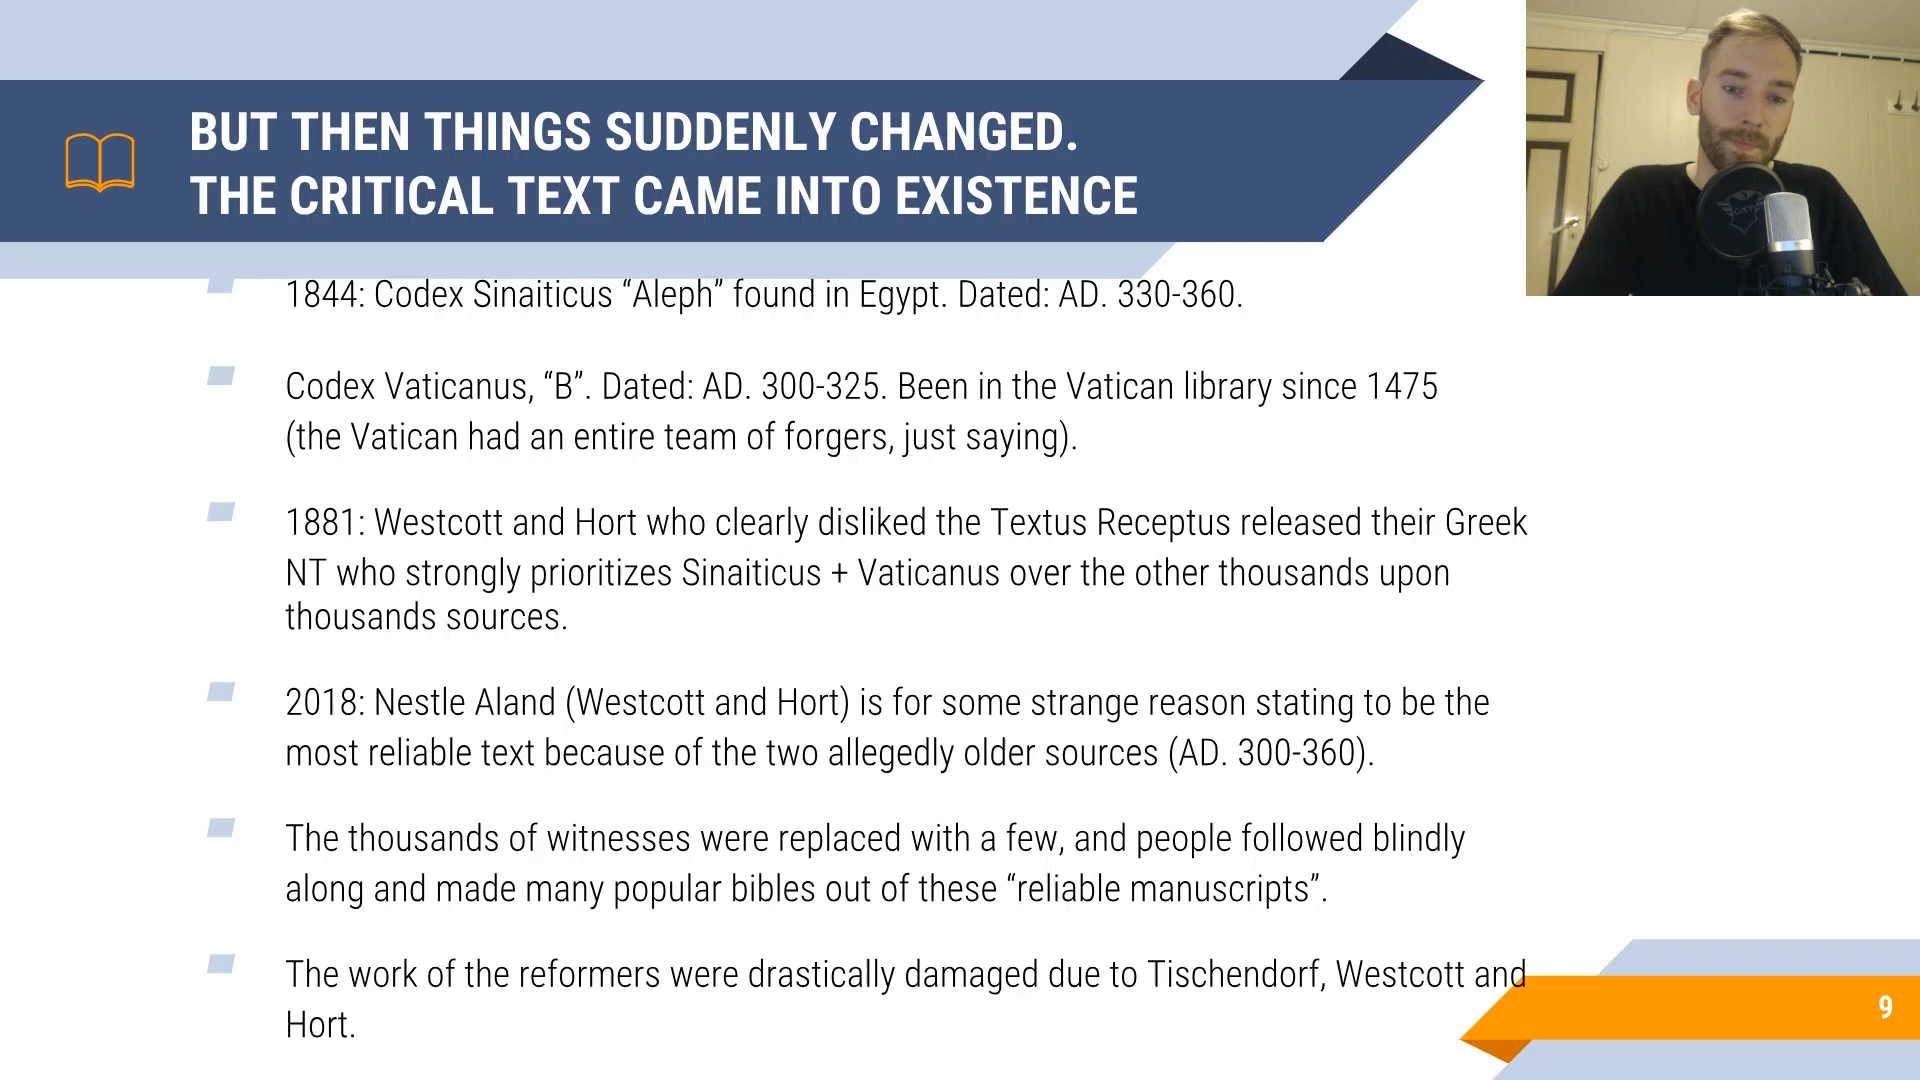 BUT THEN THINGS SUDDENLY CHANGED.
THE CRITICAL TEXT CAME INTO EXISTENCE
1844: Codex Sinaiticus “Aleph” found in Egypt. Dated: AD. 330-360.
Codex Vaticanus, “B”. Dated: AD. 300-325. Been in the Vatican library since 1475
(the Vatican had an entire team of forgers, just saying).
1881: Westcott and Hort who clearly disliked the Textus Receptus released their Greek
NT who strongly prioritizes Sinaiticus + Vaticanus over the other thousands upon
thousands sources.
2018: Nestle Aland (Westcott and Hort) is for some strange reason stating to be the
most reliable text because of the two allegedly older sources (AD. 300-360).
The thousands of witnesses were replaced with a few, and people followed blindly
along and made many popular bibles out of these “reliable manuscripts”.
The work of the reformers were drastically damaged due to Tischendorf, Westcott and
Hort.
9